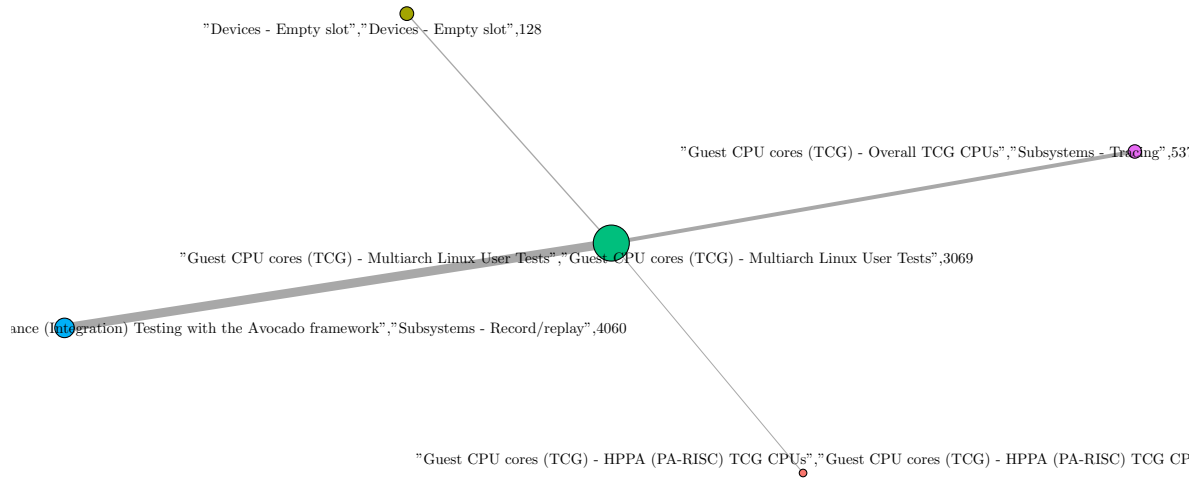 ”Devices - Empty slot”,”Devices - Empty slot”,128
”Guest CPU cores (TCG) - Overall TCG CPUs”,”Subsystems - Tracing”,537
”Guest CPU cores (TCG) - Multiarch Linux User Tests”,”Guest CPU cores (TCG) - Multiarch Linux User Tests”,3069
ance (Integration) Testing with the Avocado framework”,”Subsystems - Record/replay”,4060
”Guest CPU cores (TCG) - HPPA (PA-RISC) TCG CPUs”,”Guest CPU cores (TCG) - HPPA (PA-RISC) TCG CP